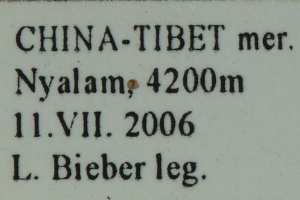 CHINA-TIBET mer.
Nyalam, 4200m
11.VII. 2006
L. Bieber leg.